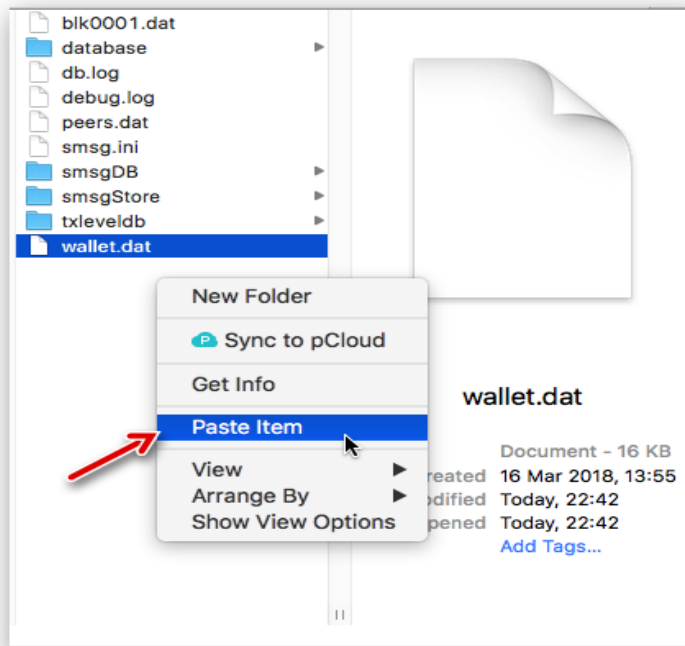 blk0001.dat
database
db.log
debug.log
peers.dat
smsg.ini
smsgDB
smsgStore
txleveldb
wallet.dat
New Folder
P Sync to pCloud
Get Info
Paste Item
View
Arrange By
Show View Options
wallet.dat
Document - 16 KB
reated 16 Mar 2018, 13:55
odified Today, 22:42
pened Today, 22:42
Add Tags...